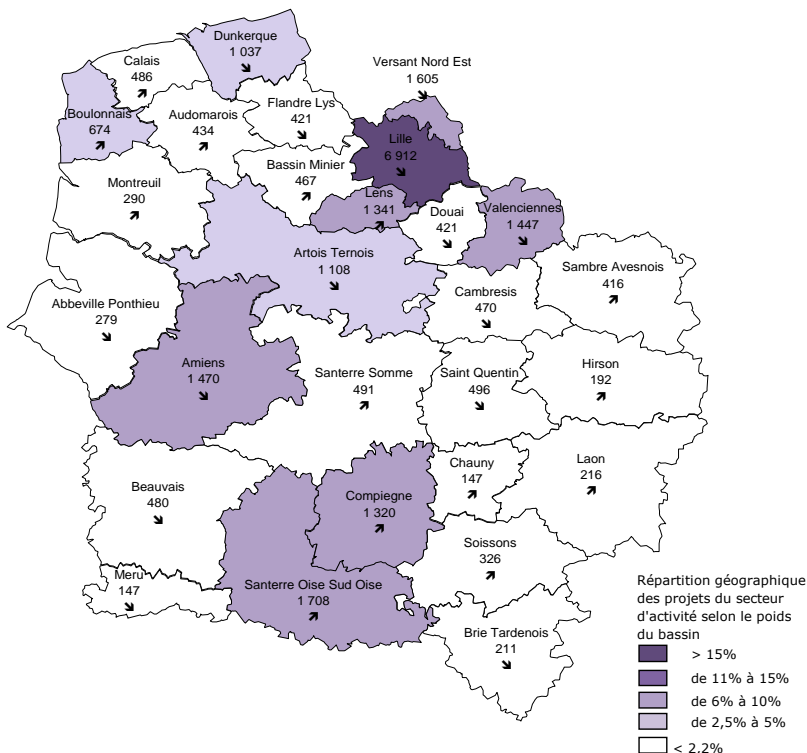 Dunkerque
1 037
Calais
486
Versant Nord Est
1 605
Boulonnais
674
Audomarois
434
Flandre Lys
421
Lille
6 912
Bassin Minier
467
Montreuil
290
Lens
1 341
Douai
421
Valenciennes
1 447
Artois Ternois
1 108
Sambre Avesnois
416
Abbeville Ponthieu
279
Cambresis
470
Amiens
1 470
Santerre Somme
491
Saint Quentin
496
Hirson
192
Beauvais
480
Compiegne
1 320
Chauny
147
Laon
216
Soissons
326
Meru
147
Santerre Oise Sud Oise
1 708
Brie Tardenois
211
Répartition géographique
des projets du secteur
d'activité selon le poids
du bassin
> 15%
de 11% à 15%
de 6% à 10%
de 2,5% à 5%
< 2,2%